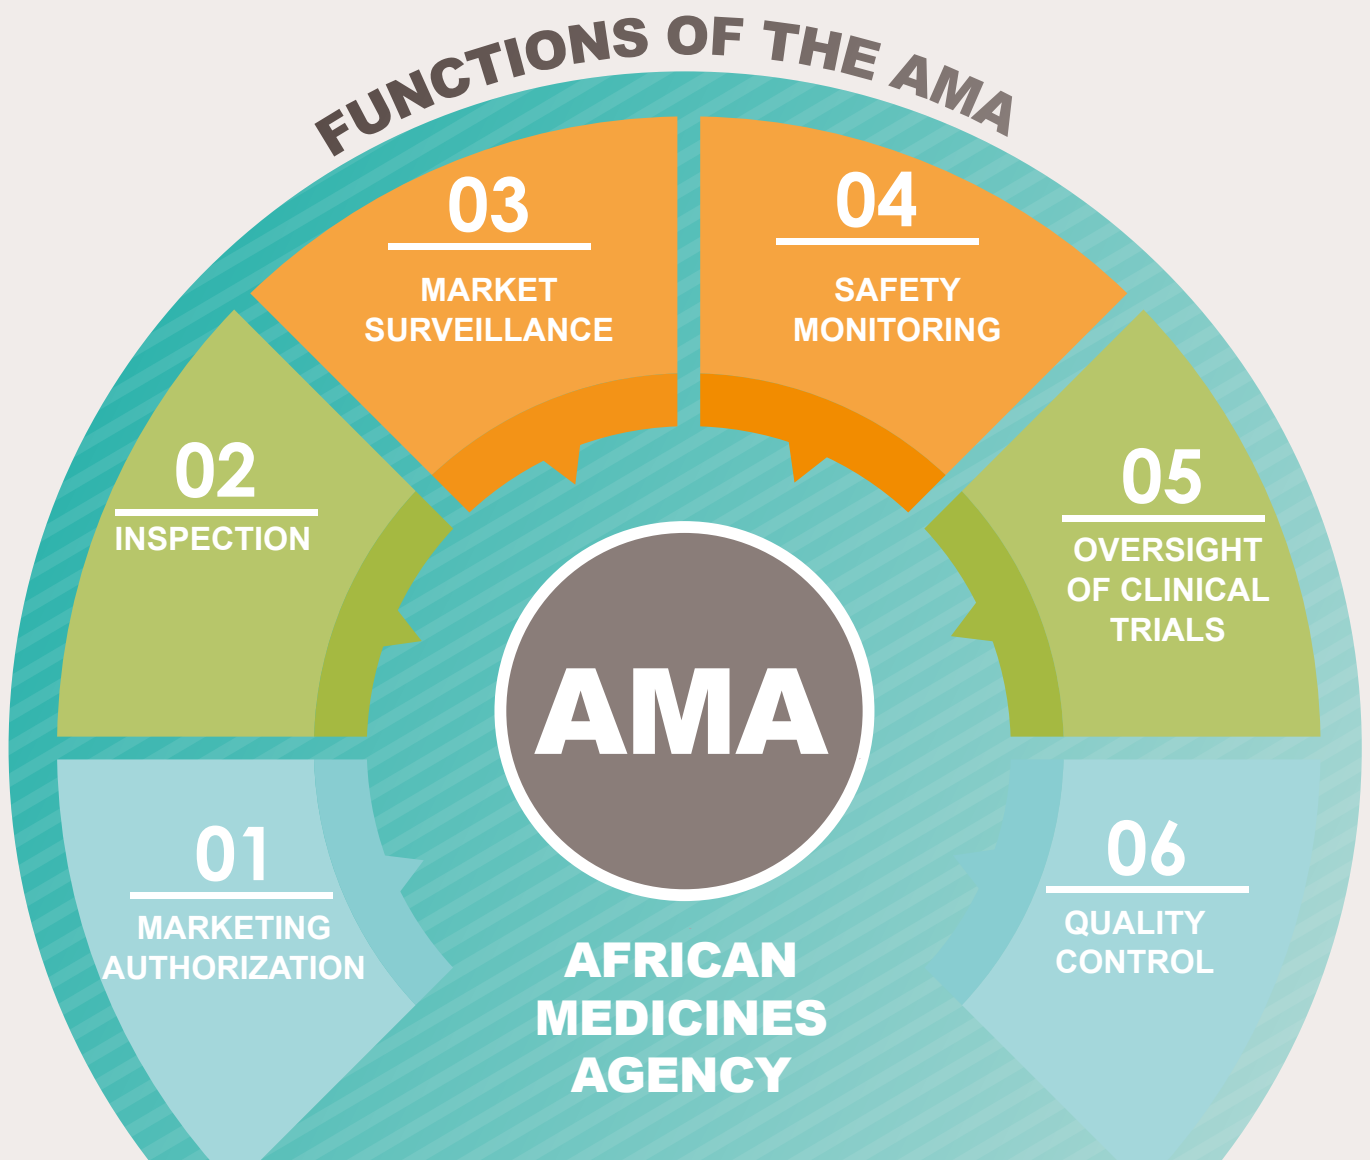 FUNCTIONS OF THE AMA
03
MARKET
SURVEILLANCE
04
SAFETY
MONITORING
02
INSPECTION
05
OVERSIGHT
OF CLINICAL
TRIALS
AMA
01
MARKETING
AUTHORIZATION
06
QUALITY
CONTROL
AFRICAN
MEDICINES
AGENCY